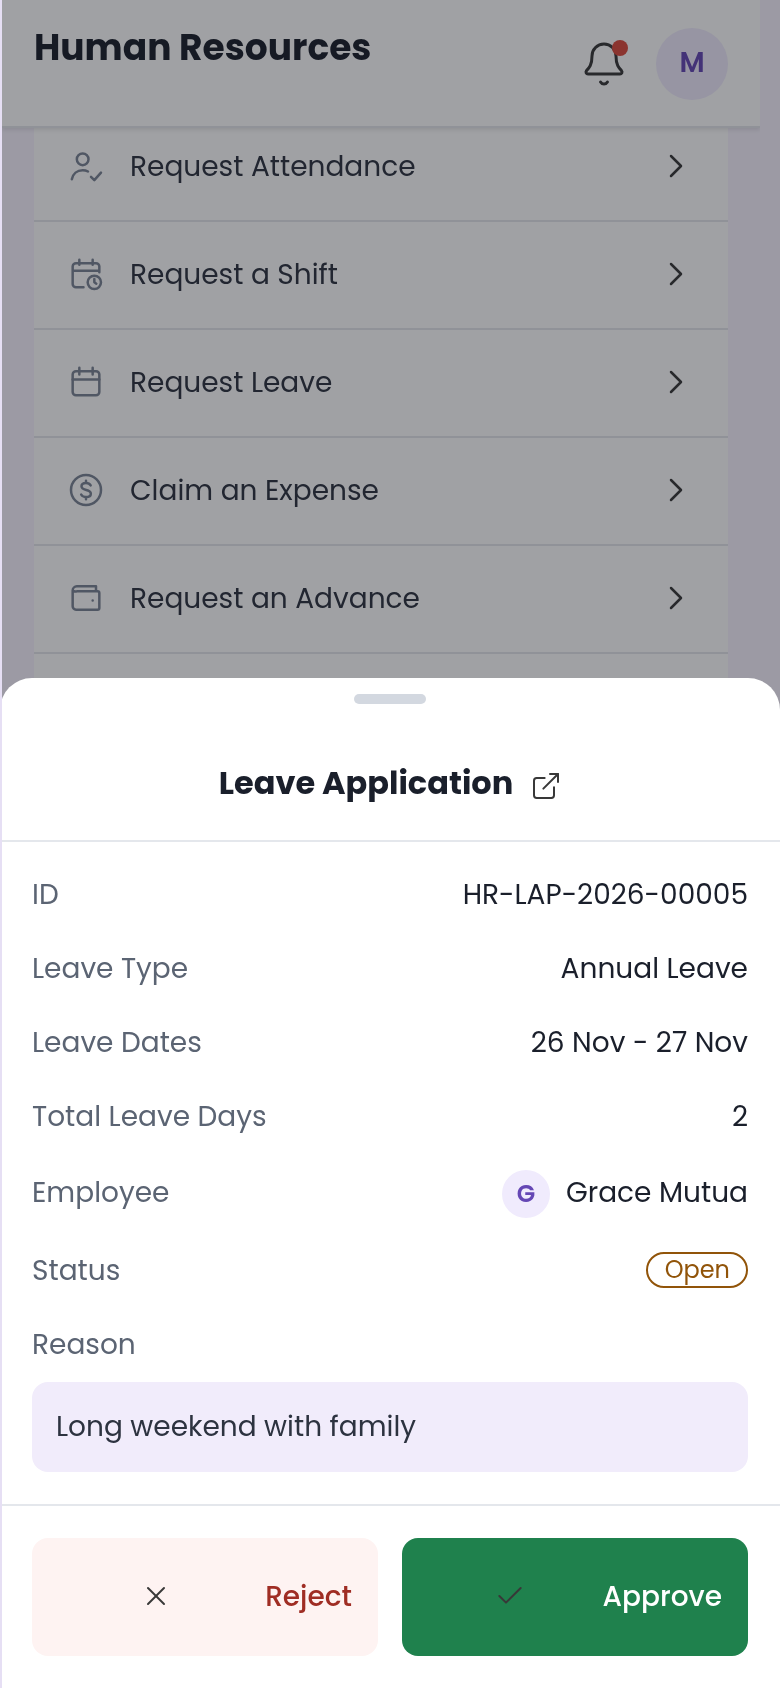 Human Resources
M
Request Attendance
Request a Shift
Request Leave
Claim an Expense
Request an Advance
Leave Application
ID HR-LAP-2026-00005
Leave Type Annual Leave
Leave Dates 26 Nov - 27 Nov
Total Leave Days 2
Employee G Grace Mutua
Status Open
Reason
Long weekend with family
Reject Approve